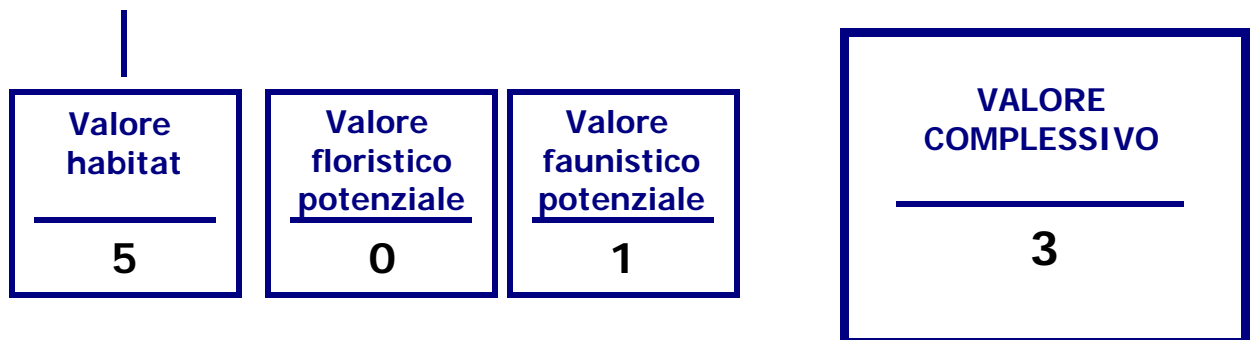 Valore
habitat
5
Valore
floristico
potenziale
0
Valore
faunistico
potenziale
1
VALORE
COMPLESSIVO
3